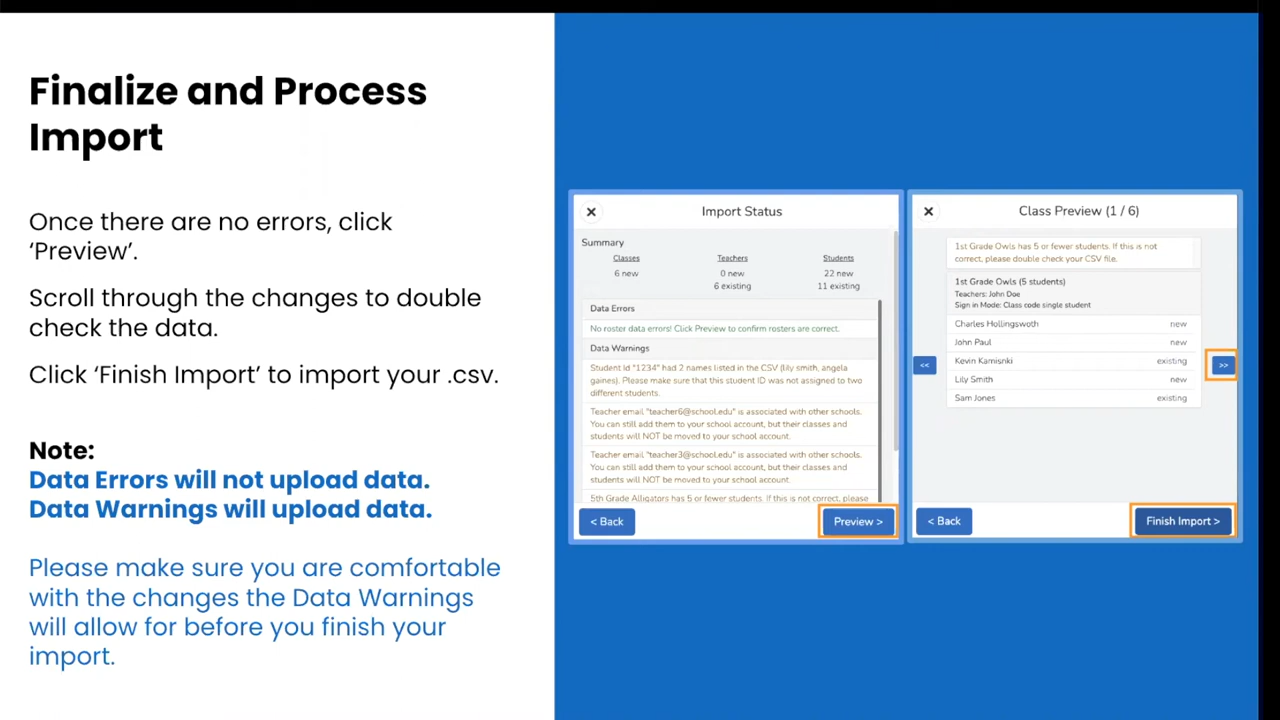 Finalize and Process
Import
Once there are no errors, click
‘Preview’.
Scroll through the changes to double
check the data.
Click ‘Finish Import’ to import your .csv.
Note:
Data Errors will not upload data.
Data Warnings will upload data.
Please make sure you are comfortable
with the changes the Data Warnings
will allow for before you finish your
import.
Import Status
Summary
Classes Teachers Students
6 new 0 new 22 new
6 existing 11 existing
Data Errors
No roster data errors! Click Preview to confirm rosters are correct.
Data Warnings
Student Id "1234" had 2 names listed in the CSV (lily smith, angela
gaines). Please make sure that this student ID was not assigned to two
different students.
Teacher email "teacher6@school.edu" is associated with other schools.
You can still add them to your school account, but their classes and
students will NOT be moved to your school account.
Teacher email "teacher3@school.edu" is associated with other schools.
You can still add them to your school account, but their classes and
students will NOT be moved to your school account.
5th Grade Alligators has 5 or fewer students. If this is not correct, please
< Back
Preview >
Class Preview (1 / 6)
1st Grade Owls has 5 or fewer students. If this is not
correct, please double check your CSV file.
1st Grade Owls (5 students)
Teachers: John Doe
Sign in Mode: Class code single student
Charles Hollingswoth new
John Paul new
Kevin Kamisnki existing
Lily Smith new
Sam Jones existing
<<
>>
< Back
Finish Import >